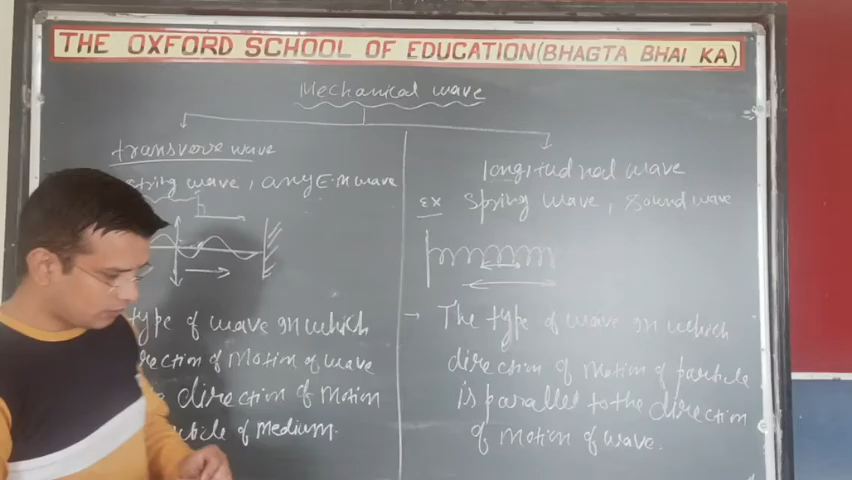 THE OXFORD SCHOOL OF EDUCATION(BHAGTA BHAI KA)
Mechanical wave
transverse wave
string wave, any E.M wave
type of wave in which
direction of motion of wave
direction of motion
of medium.
longitudnal wave
Ex spring wave, sound wave
→ The type of wave in which
direction of motion of particle
is parallel to the direction
of motion of wave.